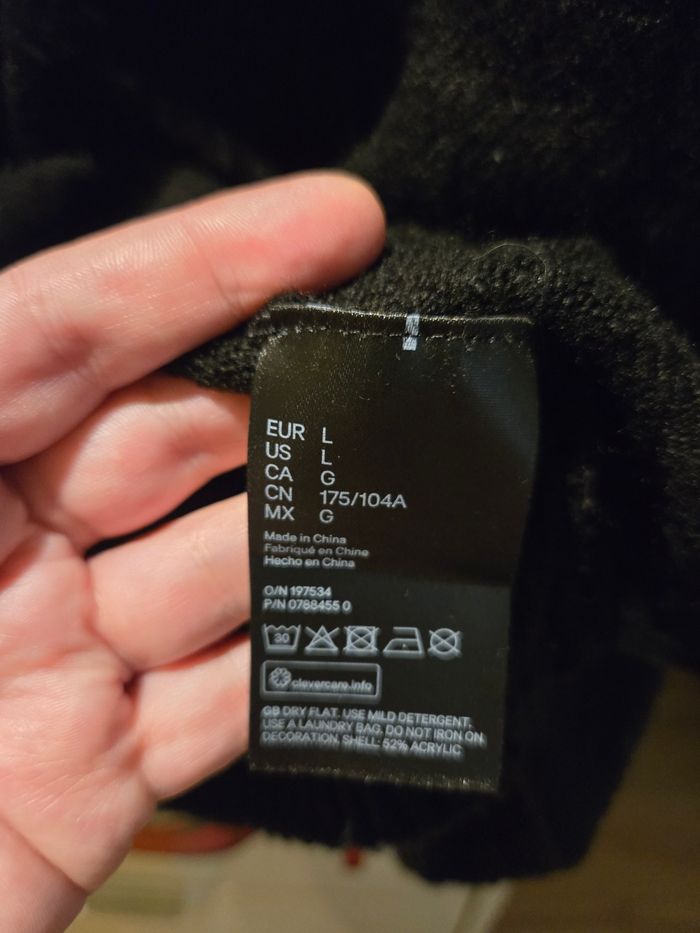 EUR L
US L
CA G
CN 175/104A
MX G
Made in China
Fabriqué en Chine
Hecho en China
O/N 197534
P/N 0788455 0
30
clevercare.info
GB DRY FLAT. USE MILD DETERGENT.
USE A LAUNDRY BAG. DO NOT IRON ON
DECORATION. SHELL: 52% ACRYLIC